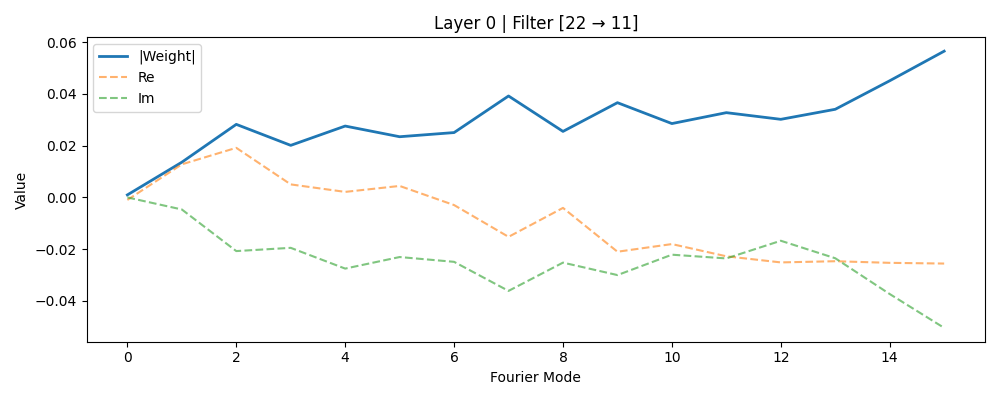 Layer 0 | Filter [22 → 11]
|Weight|
Re
Im
Value
0.06
0.04
0.02
0.00
−0.02
−0.04
0 2 4 6 8 10 12 14
Fourier Mode